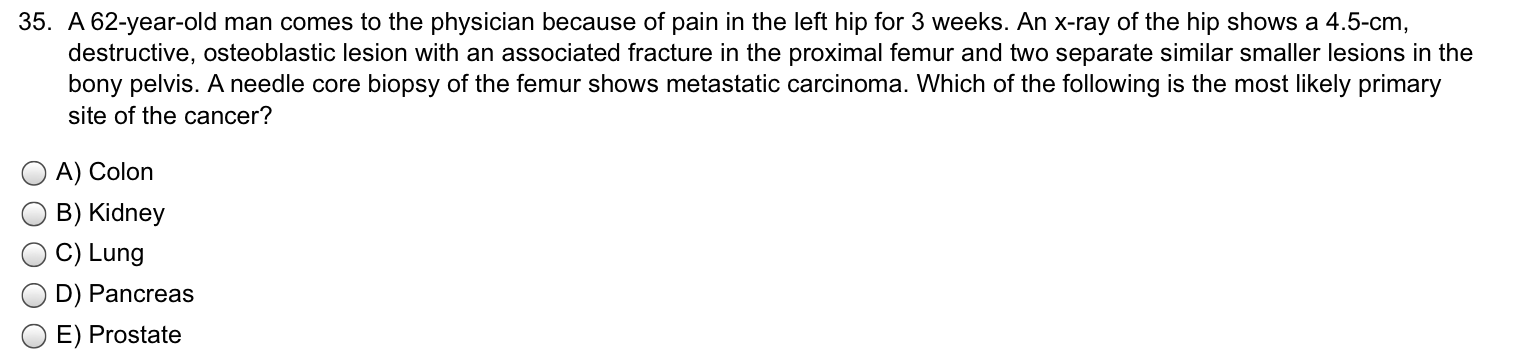 35. A 62-year-old man comes to the physician because of pain in the left hip for 3 weeks. An x-ray of the hip shows a 4.5-cm,
destructive, osteoblastic lesion with an associated fracture in the proximal femur and two separate similar smaller lesions in the
bony pelvis. A needle core biopsy of the femur shows metastatic carcinoma. Which of the following is the most likely primary
site of the cancer?
A) Colon
B) Kidney
C) Lung
D) Pancreas
E) Prostate